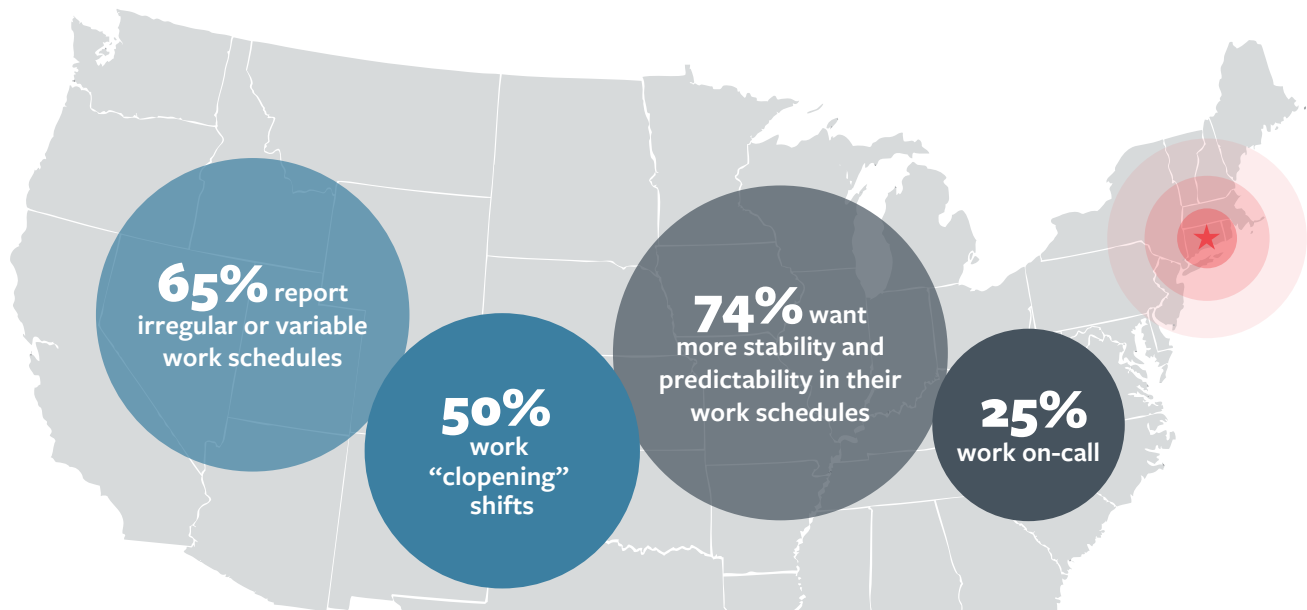 65% report
irregular or variable
work schedules
50%
work
“clopening”
shifts
74% want
more stability and
predictability in their
work schedules
25%
work on-call